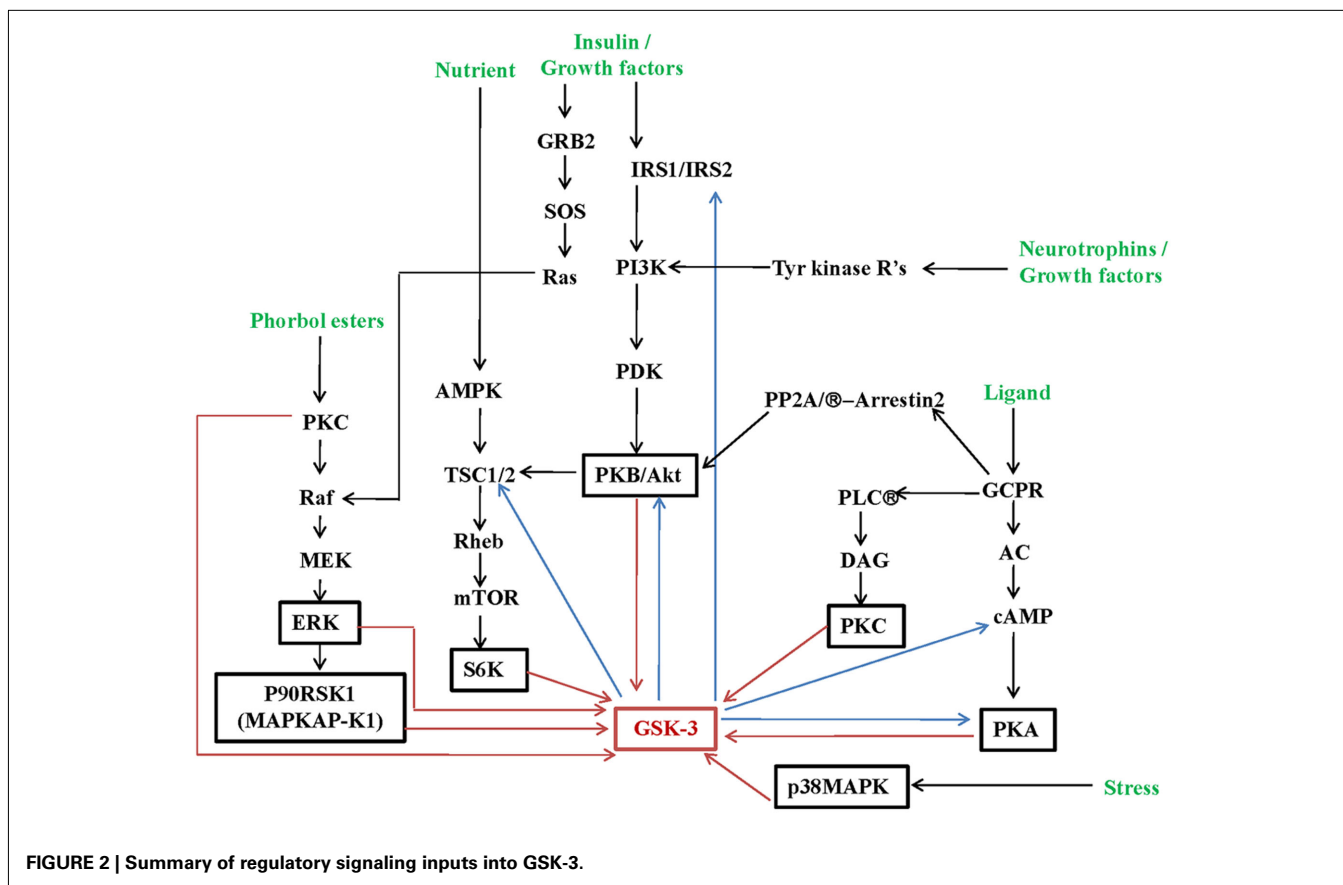 Insulin /
Nutrient
Growth factors
GRB2
IRS1/IRS2
SOS
Neurotrophins /
Growth factors
Ras
PI3K
Tyr kinase R's
Phorbol esters
PDK
AMPK
PP2A/®–Arrestin2
Ligand
PKC
TSC1/2
PKB/Akt
Raf
PLC®
GCPR
Rheb
MEK
DAG
AC
mTOR
ERK
PKC
cAMP
S6K
P90RSK1
(MAPKAP-K1)
GSK-3
PKA
p38MAPK
Stress
FIGURE 2 | Summary of regulatory signaling inputs into GSK-3.